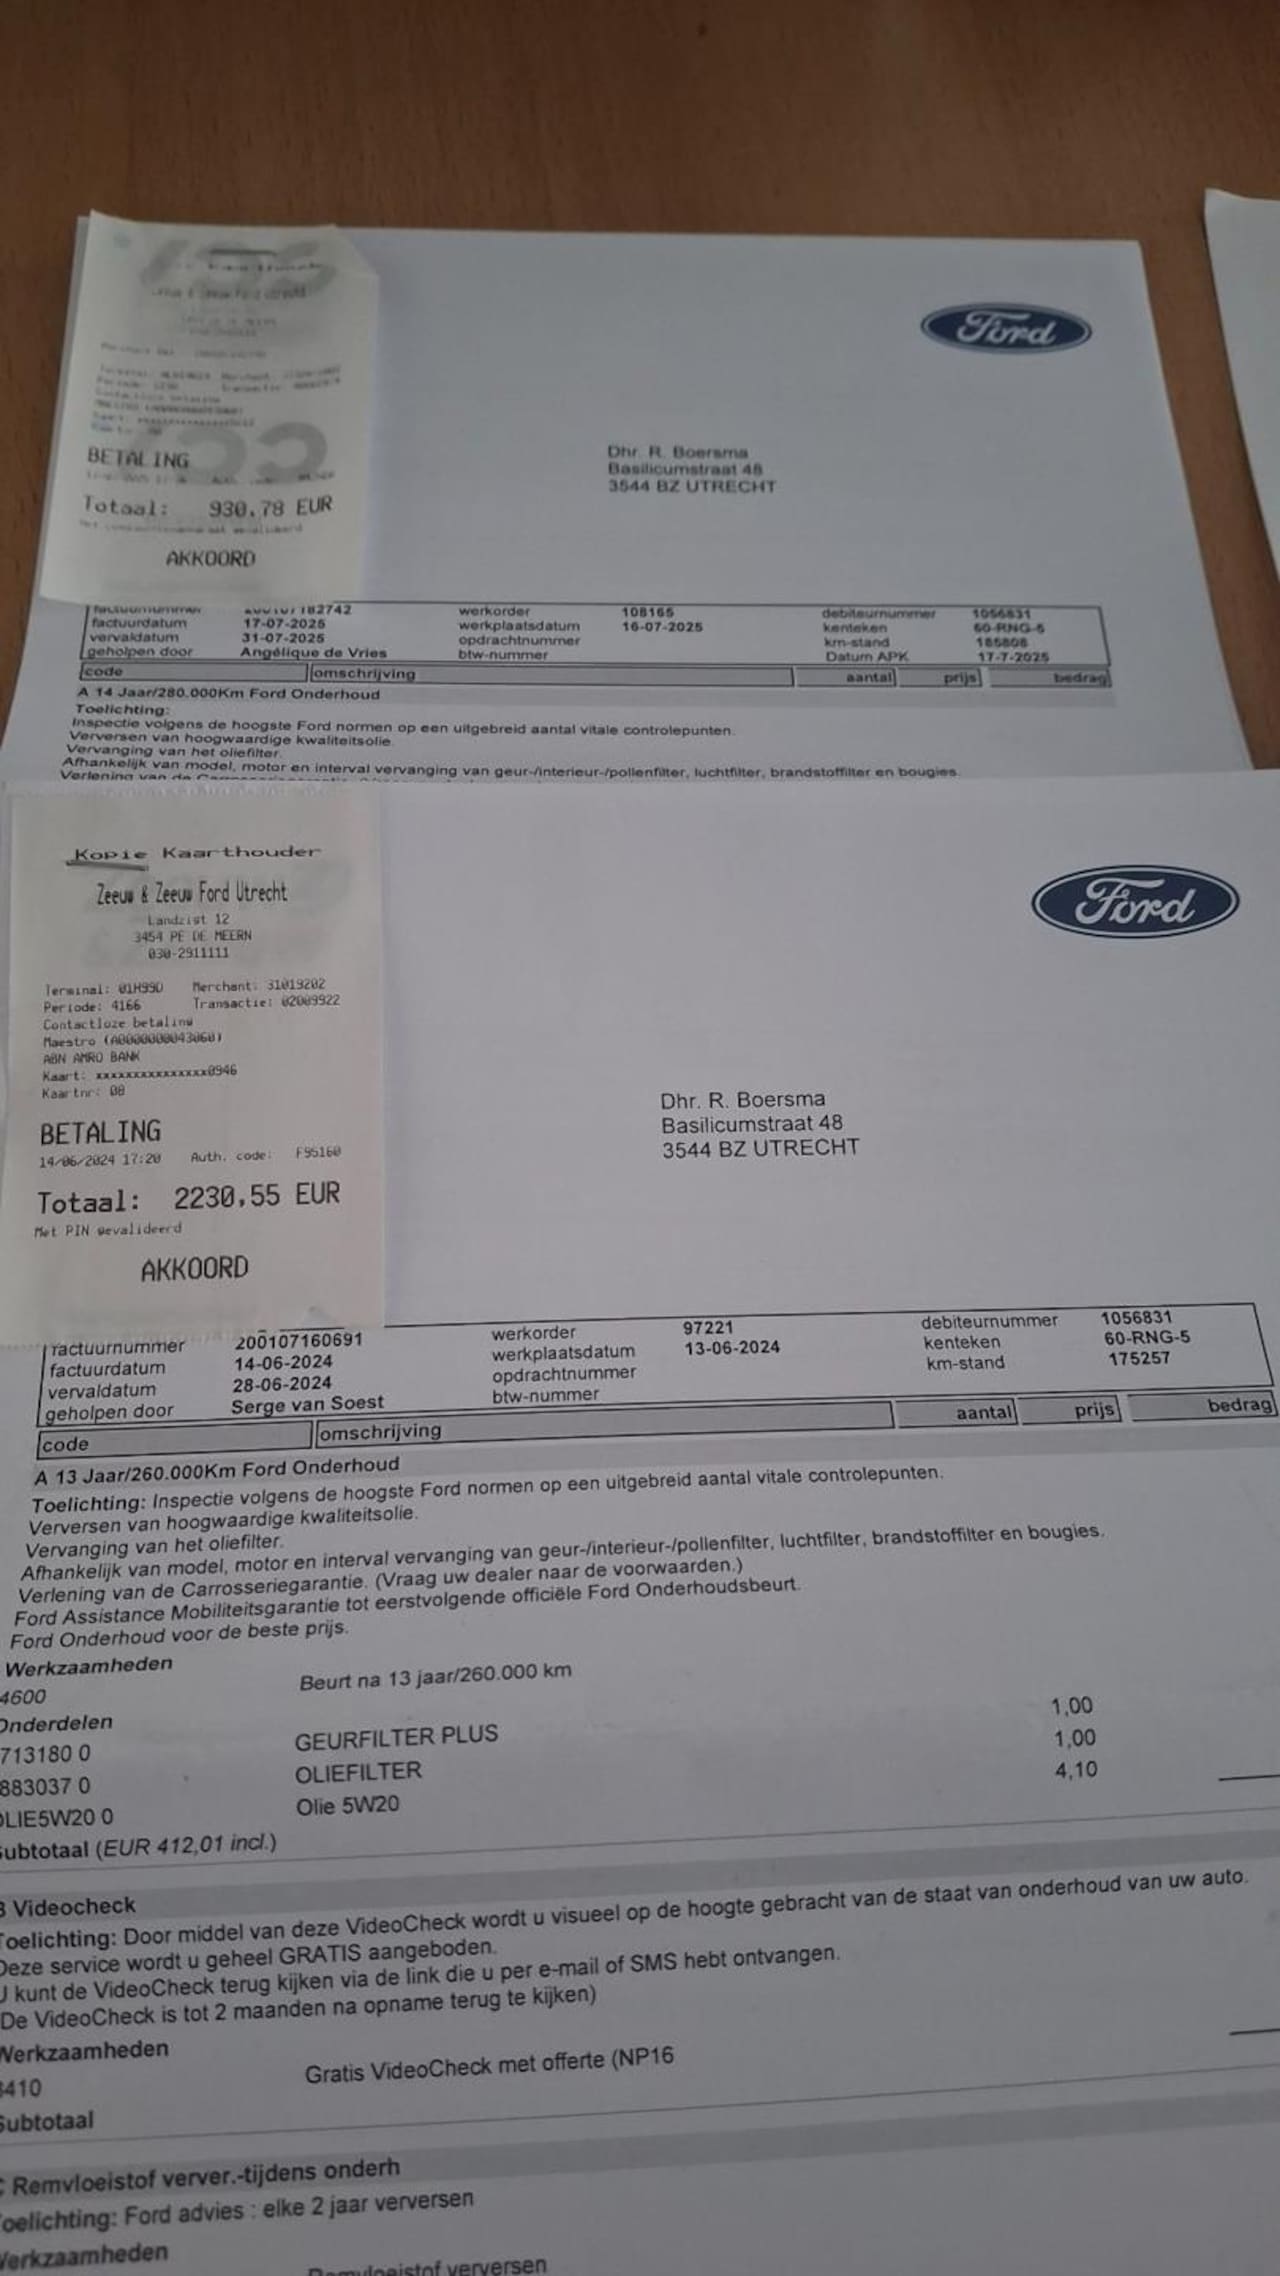 Ford
BETALING
Totaal: 930,78 EUR
AKKOORD
Dhr. R. Boersma
Basilicumstraat 48
3544 BZ UTRECHT
factuurnummer 200107182742 werkorder 108165 debiteurnummer 1056831
factuurdatum 17-07-2025 werkplaatsdatum 16-07-2025 kenteken 60-RNG-5
vervaldatum 31-07-2025 opdrachtnummer km-stand 185808
geholpen door Angélique de Vries btw-nummer Datum APK 17-7-2025
code omschrijving aantal prijs bedrag
A 14 Jaar/280.000Km Ford Onderhoud
Toelichting:
Inspectie volgens de hoogste Ford normen op een uitgebreid aantal vitale controlepunten.
Verversen van hoogwaardige kwaliteitsolie.
Vervanging van het oliefilter.
Afhankelijk van model, motor en interval vervanging van geur-/interieur-/pollenfilter, luchtfilter, brandstoffilter en bougies.
Verlening van de
Kopie Kaarthouder
Zeeuw & Zeeuw Ford Utrecht
Landzigt 12
3454 PE DE MEERN
030-2911111
Terminal: 01H99D Merchant: 31019202
Periode: 4166 Transactie: 02009922
Contactloze betaling
Maestro (A0000000043060)
ABN AMRO BANK
Kaart: xxxxxxxxxxxxxxx0946
Kaartnr: 08
BETALING
14/06/2024 17:20 Auth. code: F95160
Totaal: 2230,55 EUR
Met PIN gevalideerd
AKKOORD
Ford
Dhr. R. Boersma
Basilicumstraat 48
3544 BZ UTRECHT
factuurnummer 200107160691 werkorder 97221 debiteurnummer 1056831
factuurdatum 14-06-2024 werkplaatsdatum 13-06-2024 kenteken 60-RNG-5
vervaldatum 28-06-2024 opdrachtnummer km-stand 175257
geholpen door Serge van Soest btw-nummer
code omschrijving aantal prijs bedrag
A 13 Jaar/260.000Km Ford Onderhoud
Toelichting: Inspectie volgens de hoogste Ford normen op een uitgebreid aantal vitale controlepunten.
Verversen van hoogwaardige kwaliteitsolie.
Vervanging van het oliefilter.
Afhankelijk van model, motor en interval vervanging van geur-/interieur-/pollenfilter, luchtfilter, brandstoffilter en bougies.
Verlening van de Carrosseriegarantie. (Vraag uw dealer naar de voorwaarden.)
Ford Assistance Mobiliteitsgarantie tot eerstvolgende officiële Ford Onderhoudsbeurt.
Ford Onderhoud voor de beste prijs.
Werkzaamheden
4600 Beurt na 13 jaar/260.000 km
Onderdelen
713180 0 GEURFILTER PLUS 1,00
883037 0 OLIEFILTER 1,00
OLIE5W20 0 Olie 5W20 4,10
Subtotaal (EUR 412,01 incl.)
B Videocheck
Toelichting: Door middel van deze VideoCheck wordt u visueel op de hoogte gebracht van de staat van onderhoud van uw auto.
Deze service wordt u geheel GRATIS aangeboden.
U kunt de VideoCheck terug kijken via de link die u per e-mail of SMS hebt ontvangen.
(De VideoCheck is tot 2 maanden na opname terug te kijken)
Werkzaamheden
3410 Gratis VideoCheck met offerte (NP16
Subtotaal
C Remvloeistof verver.-tijdens onderh
Toelichting: Ford advies : elke 2 jaar verversen
Werkzaamheden
Remvloeistof verversen